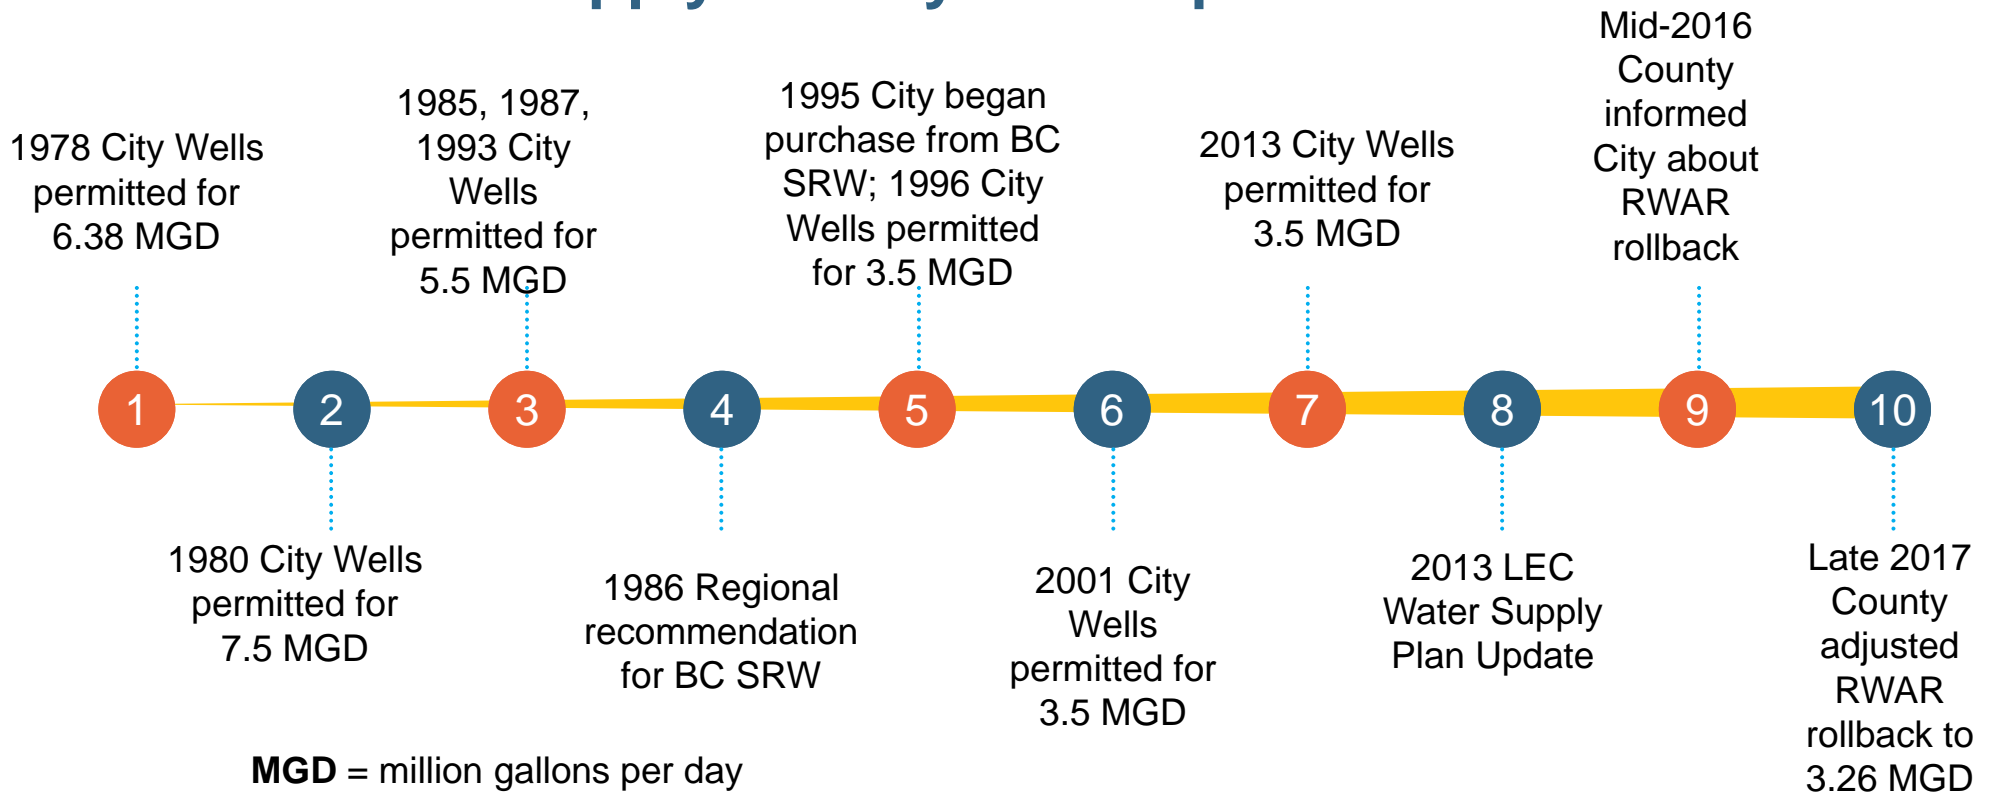 1978 City Wells
permitted for
6.38 MGD
1985, 1987,
1993 City
Wells
permitted for
5.5 MGD
1995 City began
purchase from BC
SRW; 1996 City
Wells permitted
for 3.5 MGD
2013 City Wells
permitted for
3.5 MGD
Mid-2016
County
informed
City about
RWAR
rollback
1
2
3
4
5
6
7
8
9
10
1980 City Wells
permitted for
7.5 MGD
1986 Regional
recommendation
for BC SRW
2001 City
Wells
permitted for
3.5 MGD
2013 LEC
Water Supply
Plan Update
Late 2017
County
adjusted
RWAR
rollback to
3.26 MGD
MGD = million gallons per day